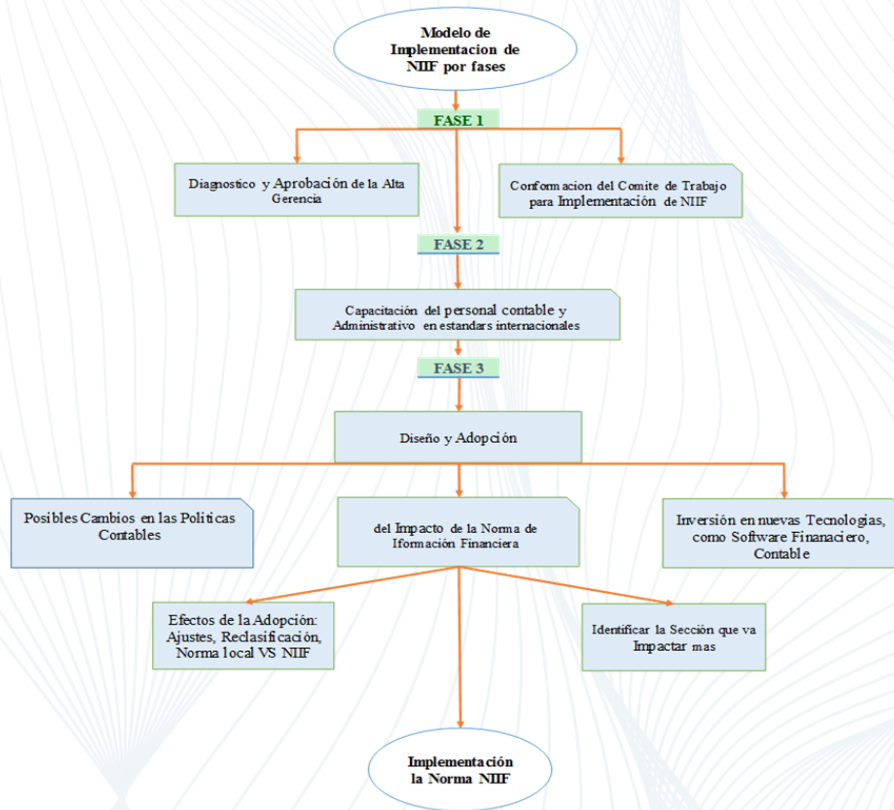 Modelo de
Implementacion de
NIIF por fases
FASE 1
Diagnostico y Aprobación de la Alta
Gerencia
Conformacion del Comite de Trabajo
para Implementación de NIIF
FASE 2
Capacitación del personal contable y
Administrativo en estandars internacionales
FASE 3
Diseño y Adopción
Posibles Cambios en las Politicas
Contables
del Impacto de la Norma de
Iformación Financiera
Inversión en nuevas Tecnologias,
como Software Finanaciero,
Contable
Efectos de la Adopción:
Ajustes, Reclasificación,
Norma local VS NIIF
Identificar la Sección que va
Impactar mas
Implementación
la Norma NIIF